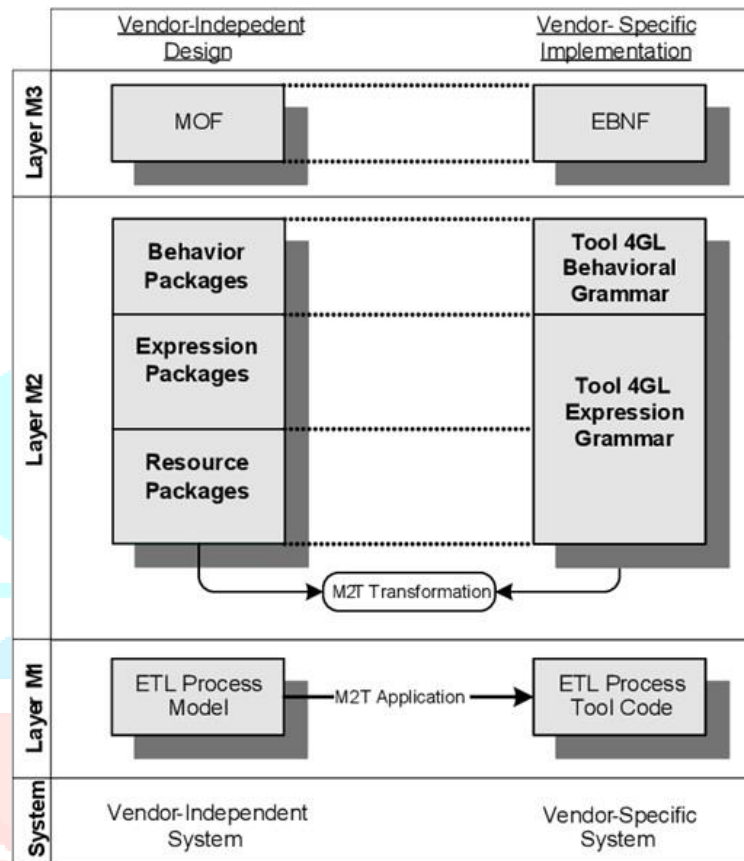 Vendor-Indepedent
Design
Vendor- Specific
Implementation
Layer M3
MOF
EBNF
Layer M2
Behavior
Packages
Expression
Packages
Resource
Packages
Tool 4GL
Behavioral
Grammar
Tool 4GL
Expression
Grammar
M2T Transformation
Layer M1
ETL Process
Model
M2T Application
ETL Process
Tool Code
System
Vendor-Independent
System
Vendor-Specific
System